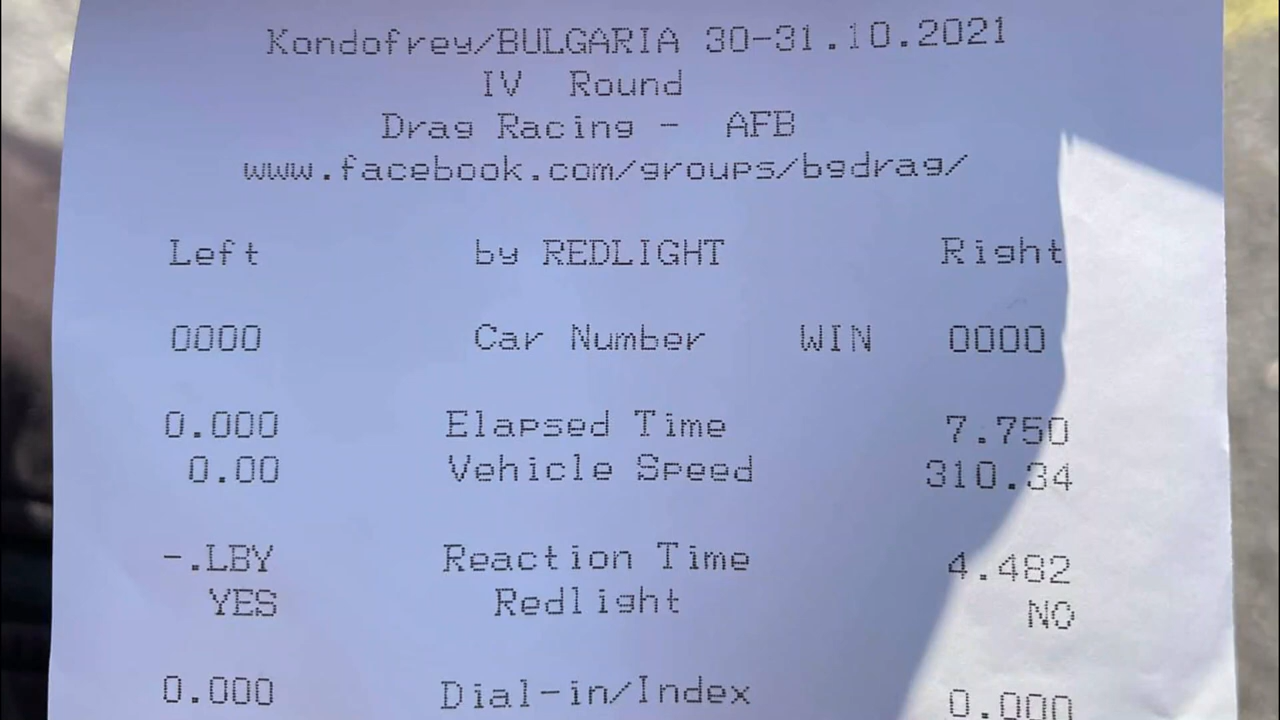 Kondofrey/BULGARIA 30-31.10.2021
IV Round
Drag Racing - AFB
www.facebook.com/groups/bgdrag/
Left by REDLIGHT Right
0000 Car Number WIN 0000
0.000 Elapsed Time 7.750
0.00 Vehicle Speed 310.34
-.LBY Reaction Time 4.482
YES Redlight NO
0.000 Dial-in/Index 0.000